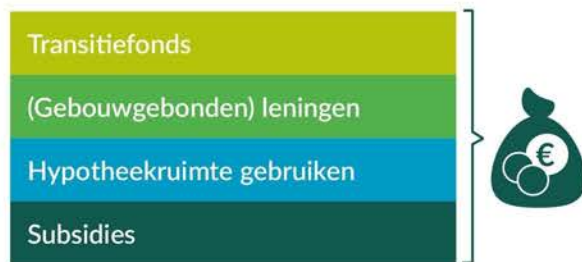 Transitiefonds
(Gebouwgebonden) leningen
Hypotheekruimte gebruiken
Subsidies
€